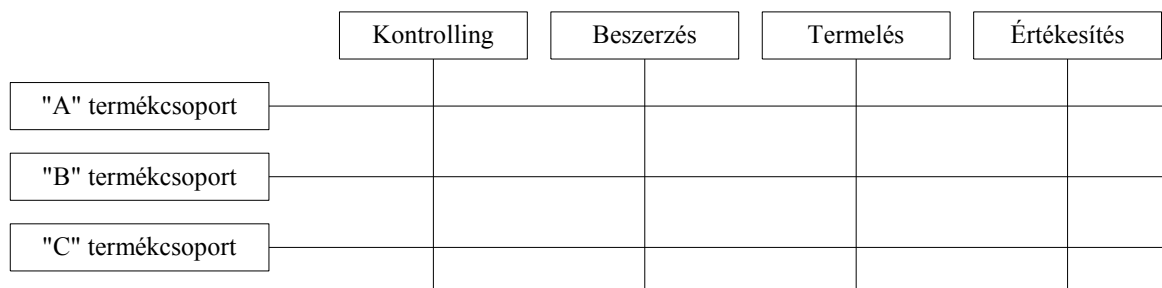 Kontrolling
Beszerzés
Termelés
Értékesítés
"A" termékcsoport
"B" termékcsoport
"C" termékcsoport